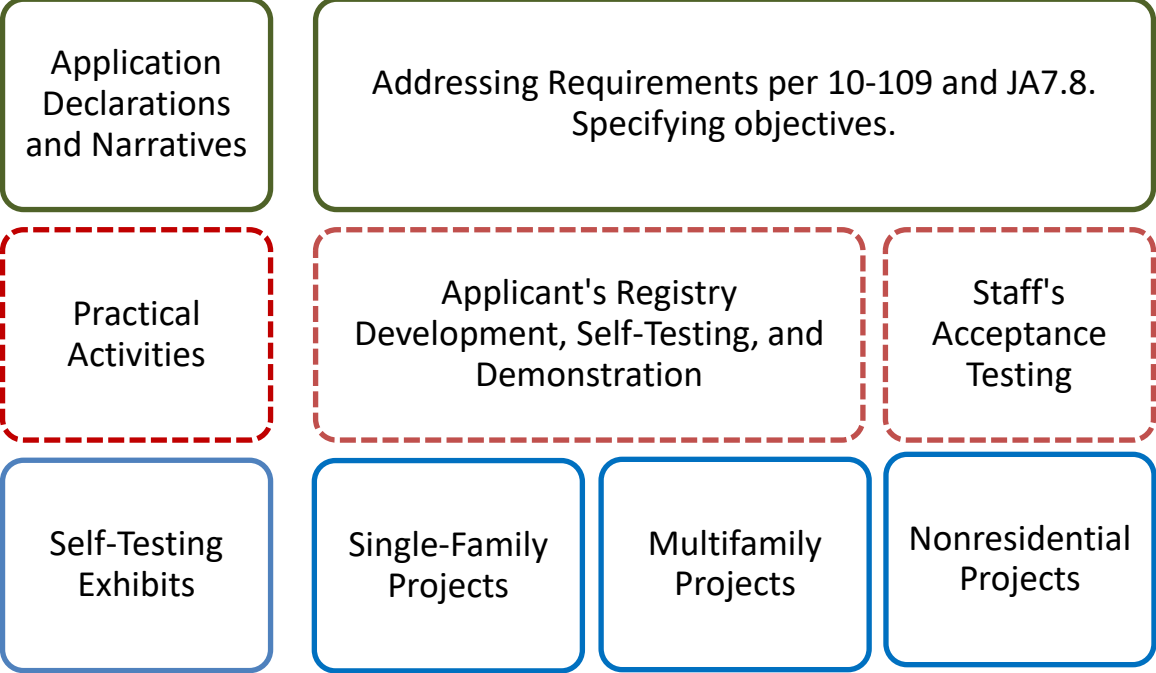 Application
Declarations
and Narratives
Addressing Requirements per 10-109 and JA7.8.
Specifying objectives.
Practical
Activities
Applicant's Registry
Development, Self-Testing, and
Demonstration
Staff's
Acceptance
Testing
Self-Testing
Exhibits
Single-Family
Projects
Multifamily
Projects
Nonresidential
Projects